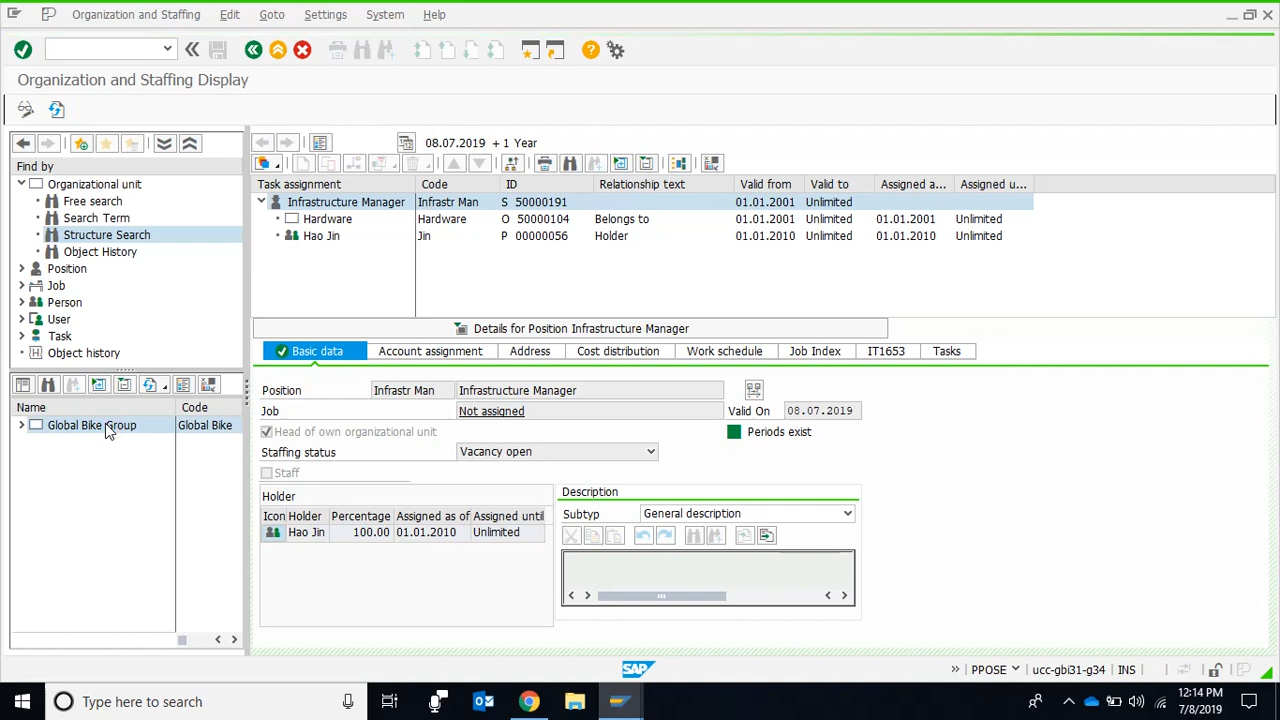 Organization and Staffing Edit Goto Settings System Help
Organization and Staffing Display
Find by
Organizational unit
Free search
Search Term
Structure Search
Object History
Position
Job
Person
User
Task
Object history
Name Code
Global Bike Group Global Bike
08.07.2019 + 1 Year
Task assignment Code ID Relationship text Valid from Valid to Assigned a... Assigned u...
Infrastructure Manager Infrastr Man S 50000191 01.01.2001 Unlimited
Hardware Hardware O 50000104 Belongs to 01.01.2001 Unlimited 01.01.2001 Unlimited
Hao Jin Jin P 00000056 Holder 01.01.2010 Unlimited 01.01.2010 Unlimited
Details for Position Infrastructure Manager
Basic data Account assignment Address Cost distribution Work schedule Job Index IT1653 Tasks
Position Infrastr Man Infrastructure Manager
Job Not assigned Valid On 08.07.2019
Head of own organizational unit Periods exist
Staffing status Vacancy open
Staff
Holder
Icon Holder Percentage Assigned as of Assigned until
Hao Jin 100.00 01.01.2010 Unlimited
Description
Subtyp General description
SAP
PPOSE ucc-gbi31-g34 INS
Type here to search
12:14 PM
7/8/2019